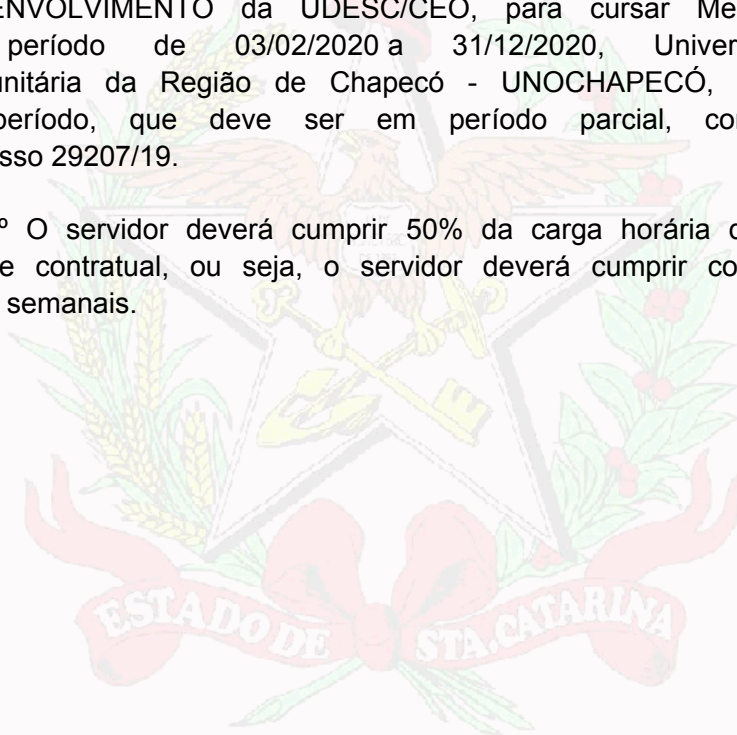 ENVOLVIMENTO da UDESC/CEO, para cursar Me
período de 03/02/2020 a 31/12/2020, Univer
unitária da Região de Chapecó - UNOCHAPECÓ,
período, que deve ser em período parcial, co
sso 29207/19.
º O servidor deverá cumprir 50% da carga horária
e contratual, ou seja, o servidor deverá cumprir co
semanais.
ESTADO DE STA. CATARINA